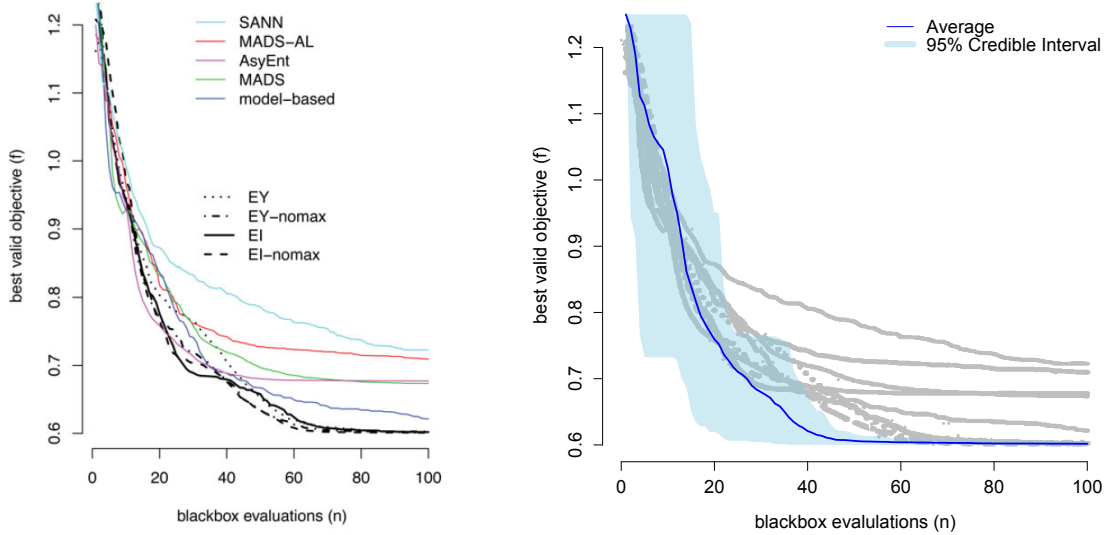 SANN
MADS-AL
AsyEnt
MADS
model-based
EY
EY-nomax
EI
EI-nomax
best valid objective (f)
1.2
1.1
1.0
0.9
0.8
0.7
0.6
0 20 40 60 80 100
blackbox evaluations (n)
Average
95% Credible Interval
best valid objective (f)
1.2
1.1
1.0
0.9
0.8
0.7
0.6
0 20 40 60 80 100
blackbox evalulations (n)